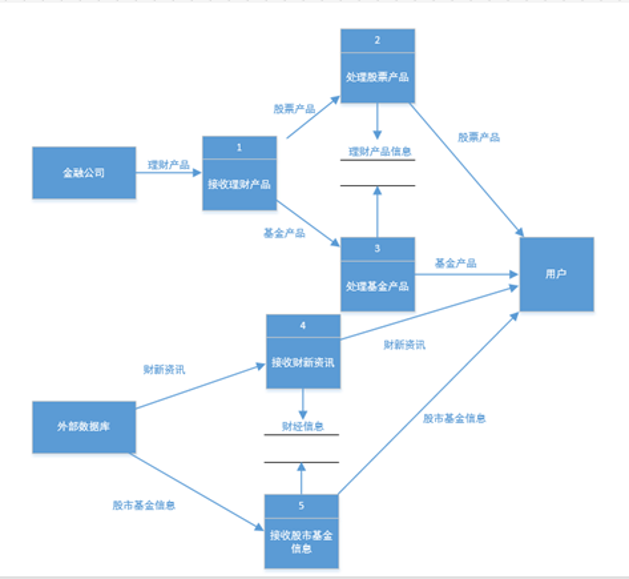 2
处理股票产品
股票产品
1
接收理财产品
理财产品
金融公司
理财产品信息
股票产品
基金产品
3
处理基金产品
基金产品
用户
4
接收财新资讯
财新资讯
财新资讯
外部数据库
财经信息
股市基金信息
股市基金信息
5
接收股市基金
信息